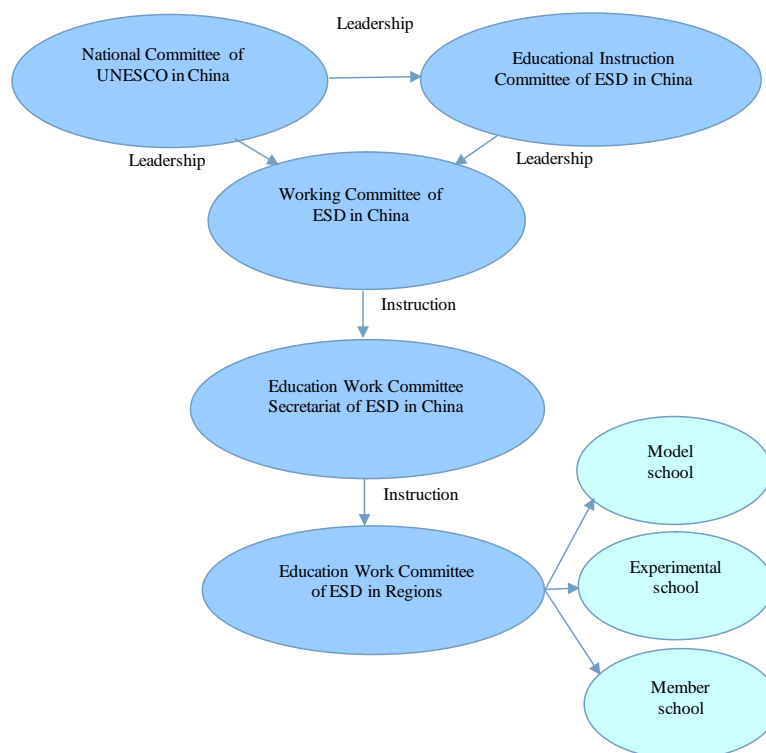 Leadership
National Committee of
UNESCO in China
Educational Instruction
Committee of ESD in China
Leadership
Leadership
Working Committee of
ESD in China
Instruction
Education Work Committee
Secretariat of ESD in China
Instruction
Model
school
Education Work Committee
of ESD in Regions
Experimental
school
Member
school